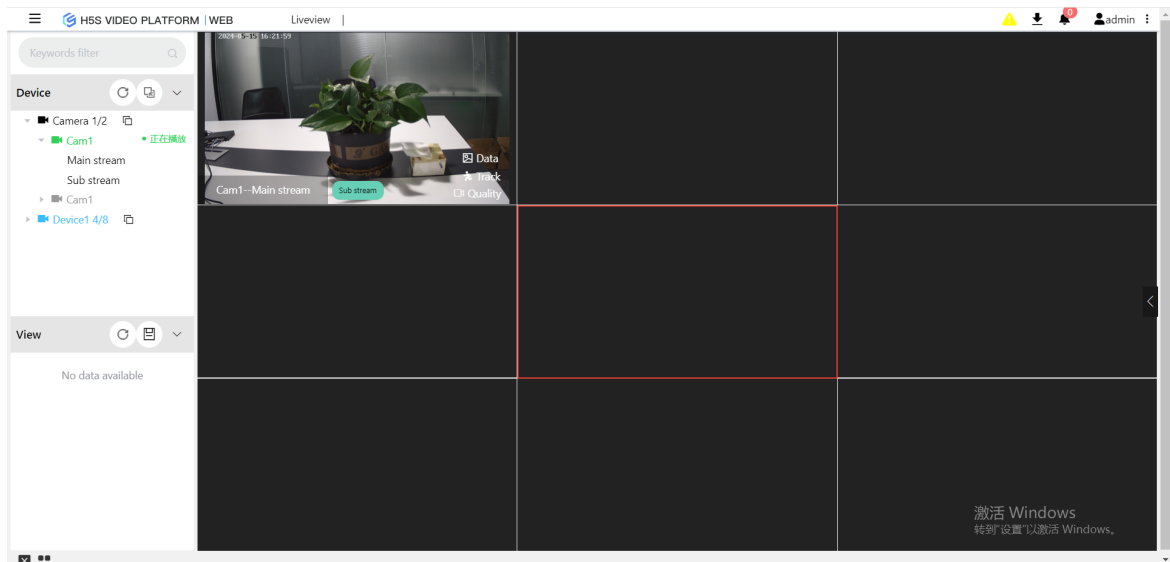 H5S VIDEO PLATFORM | WEB
Liveview |
0
admin
Keywords filter
Device
Camera 1/2
Cam1
正在播放
Main stream
Sub stream
Cam1
Device1 4/8
View
No data available
2024-05-15 16:21:59
Data
Track
Quality
Cam1--Main stream
Sub stream
激活 Windows
转到"设置"以激活 Windows。